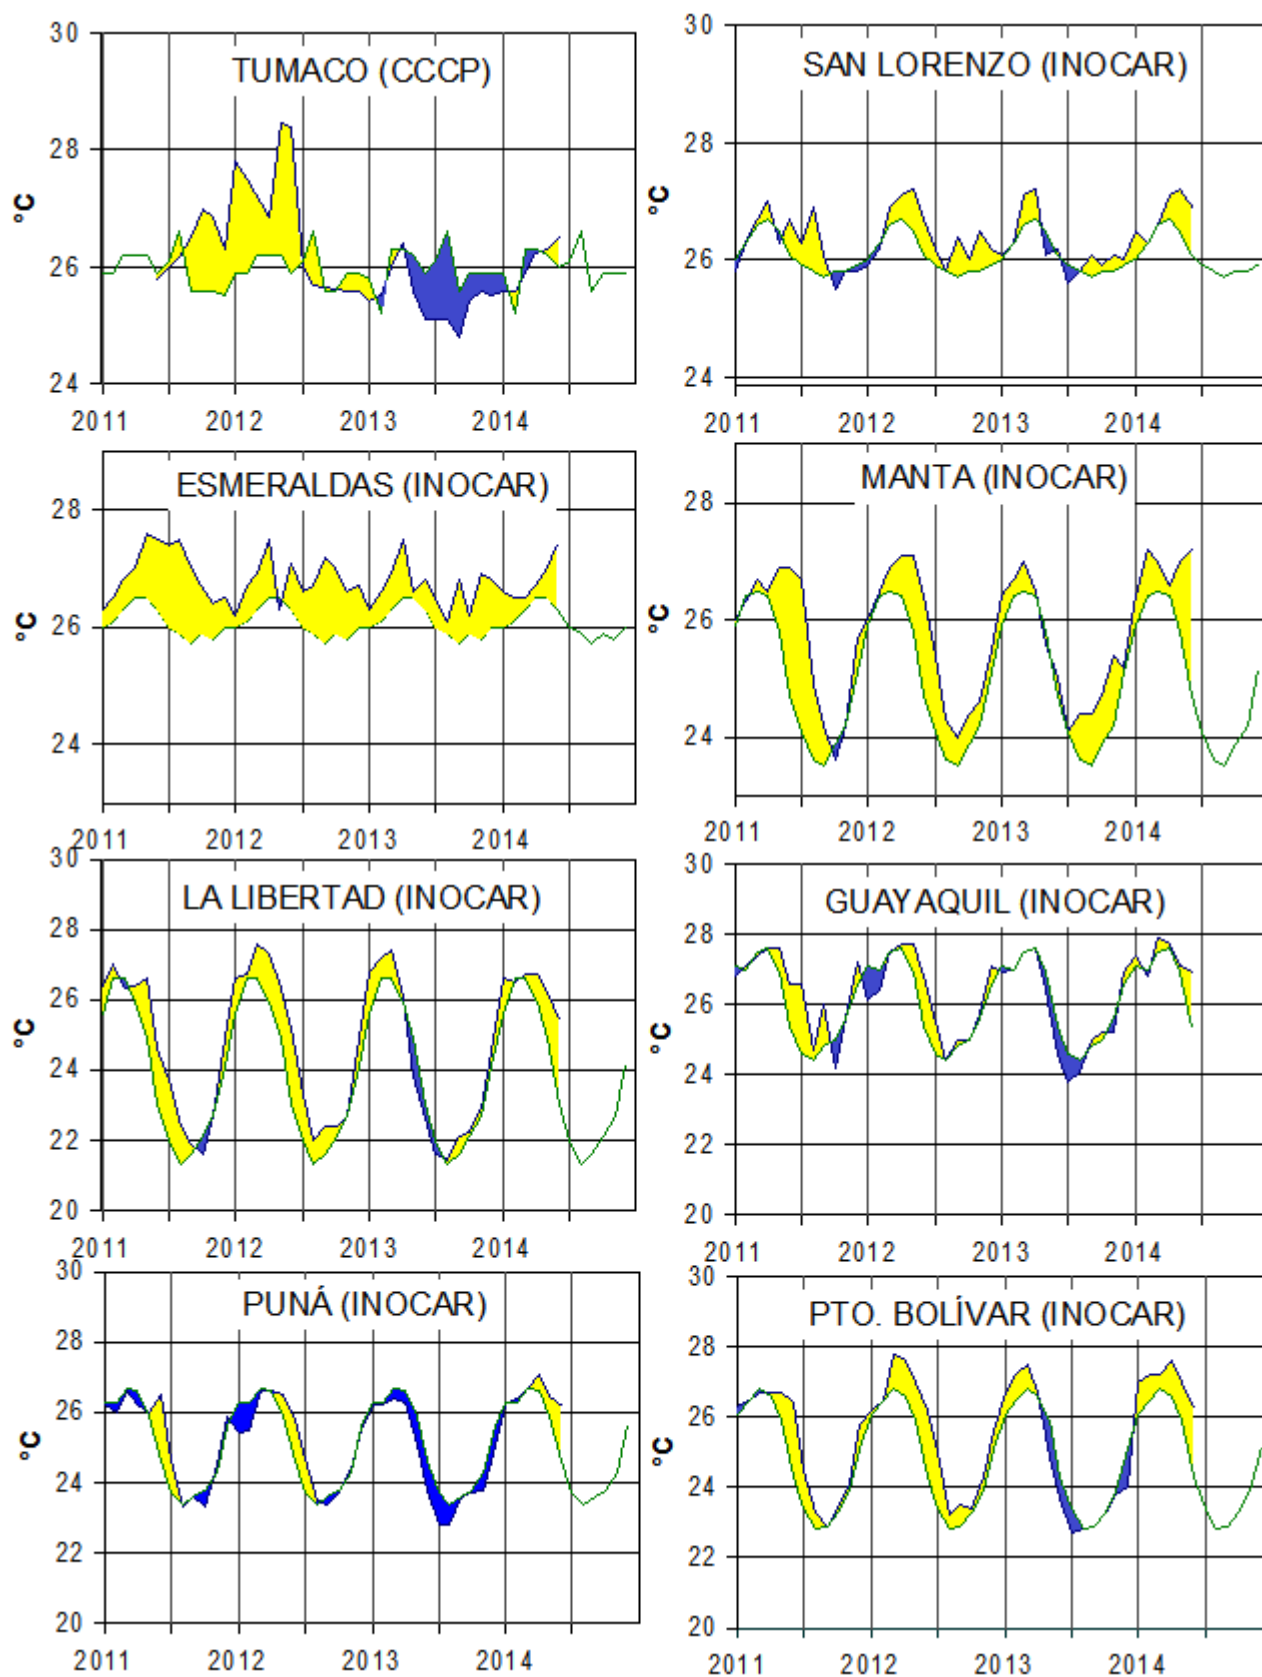 TUMACO (CCCP)
30
28
26
24
°C
2011 2012 2013 2014
SAN LORENZO (INOCAR)
30
28
26
24
°C
2011 2012 2013 2014
ESMERALDAS (INOCAR)
28
26
24
°C
2011 2012 2013 2014
MANTA (INOCAR)
28
26
24
°C
2011 2012 2013 2014
LA LIBERTAD (INOCAR)
30
28
26
24
22
20
°C
2011 2012 2013 2014
GUAYAQUIL (INOCAR)
30
28
26
24
22
20
°C
2011 2012 2013 2014
PUNÁ (INOCAR)
30
28
26
24
22
20
°C
2011 2012 2013 2014
PTO. BOLÍVAR (INOCAR)
30
28
26
24
22
20
°C
2011 2012 2013 2014